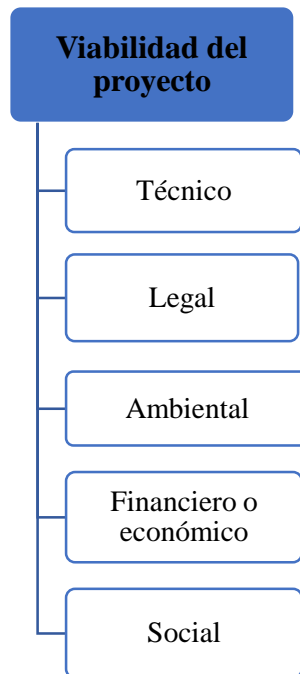 Viabilidad del
proyecto
Técnico
Legal
Ambiental
Financiero o
económico
Social